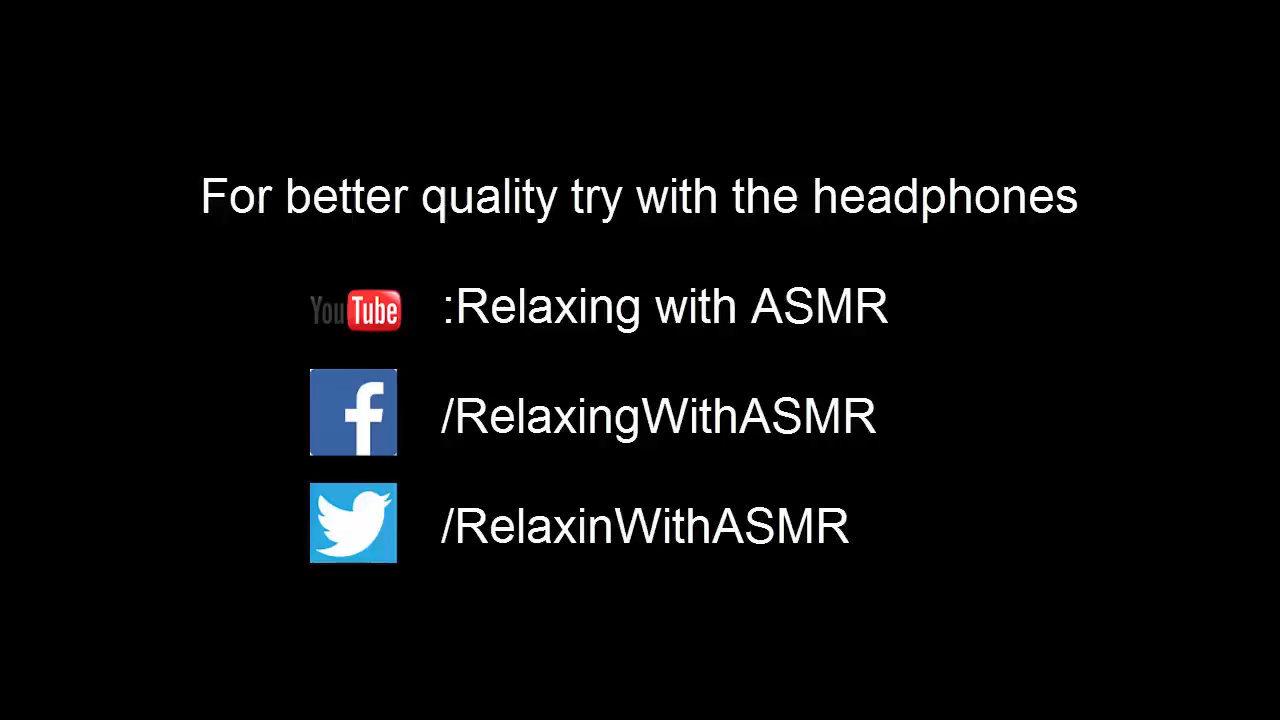 For better quality try with the headphones
YouTube :Relaxing with ASMR
f /RelaxingWithASMR
/RelaxinWithASMR